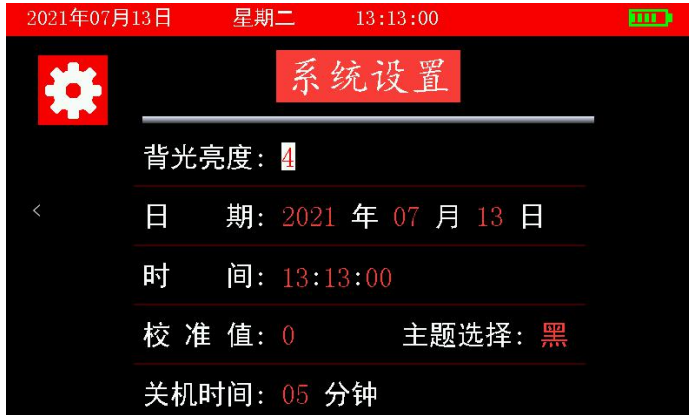 2021年07月13日 星期二 13:13:00
系统设置
背光亮度: 4
<
日 期: 2021 年 07 月 13 日
时 间: 13:13:00
校 准 值: 0 主题选择: 黑
关机时间: 05 分钟